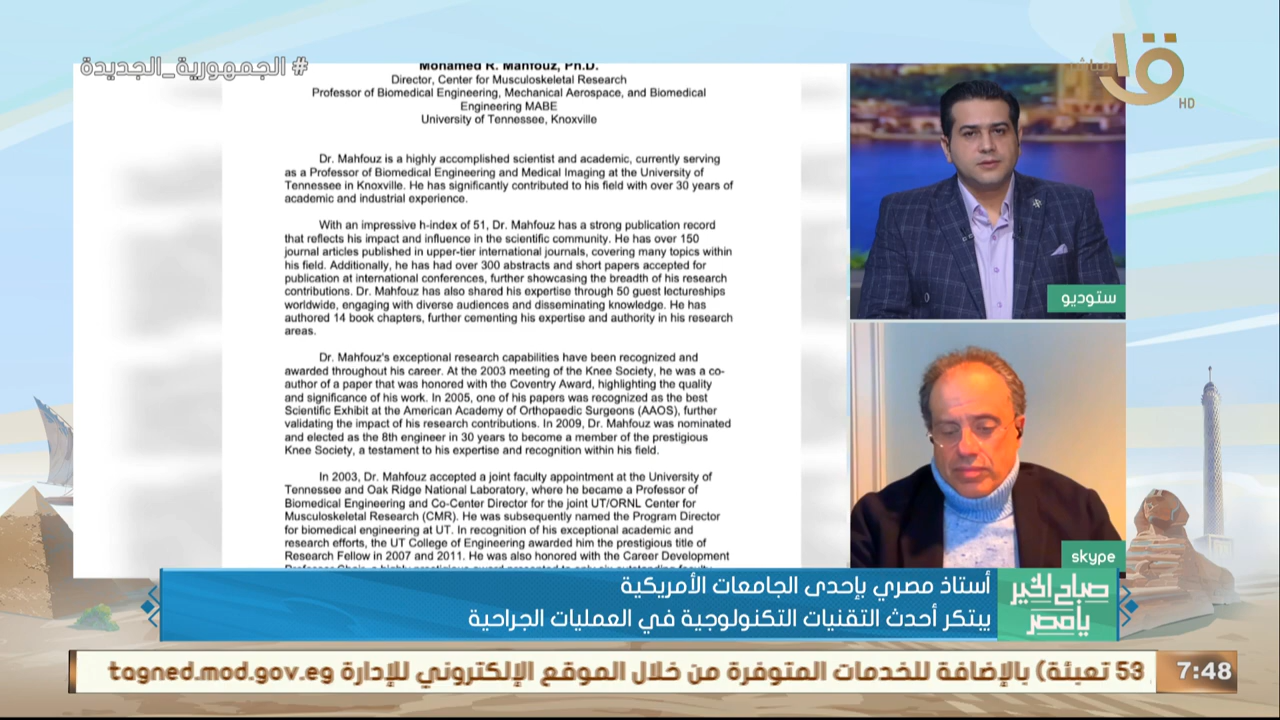 #الجمهورية_الجديدة
Mohamed R. Mahfouz, Ph.D.
Director, Center for Musculoskeletal Research
Professor of Biomedical Engineering, Mechanical Aerospace, and Biomedical
Engineering MABE
University of Tennessee, Knoxville
Dr. Mahfouz is a highly accomplished scientist and academic, currently serving
as a Professor of Biomedical Engineering and Medical Imaging at the University of
Tennessee in Knoxville. He has significantly contributed to his field with over 30 years of
academic and industrial experience.
With an impressive h-index of 51, Dr. Mahfouz has a strong publication record
that reflects his impact and influence in the scientific community. He has over 150
journal articles published in upper-tier international journals, covering many topics within
his field. Additionally, he has had over 300 abstracts and short papers accepted for
publication at international conferences, further showcasing the breadth of his research
contributions. Dr. Mahfouz has also shared his expertise through 50 guest lectureships
worldwide, engaging with diverse audiences and disseminating knowledge. He has
authored 14 book chapters, further cementing his expertise and authority in his research
areas.
Dr. Mahfouz's exceptional research capabilities have been recognized and
awarded throughout his career. At the 2003 meeting of the Knee Society, he was a co-
author of a paper that was honored with the Coventry Award, highlighting the quality
and significance of his work. In 2005, one of his papers was recognized as the best
Scientific Exhibit at the American Academy of Orthopaedic Surgeons (AAOS), further
validating the impact of his research contributions. In 2009, Dr. Mahfouz was nominated
and elected as the 8th engineer in 30 years to become a member of the prestigious
Knee Society, a testament to his expertise and recognition within his field.
In 2003, Dr. Mahfouz accepted a joint faculty appointment at the University of
Tennessee and Oak Ridge National Laboratory, where he became a Professor of
Biomedical Engineering and Co-Center Director for the joint UT/ORNL Center for
Musculoskeletal Research (CMR). He was subsequently named the Program Director
for biomedical engineering at UT. In recognition of his exceptional academic and
research efforts, the UT College of Engineering awarded him the prestigious title of
Research Fellow in 2007 and 2011. He was also honored with the Career Development
مباشر
HD
ستوديو
skype
صباح الخير
يا مصر
أستاذ مصري بإحدى الجامعات الأمريكية
يبتكر أحدث التقنيات التكنولوجية في العمليات الجراحية
53 تعبئة) بالإضافة للخدمات المتوفرة من خلال الموقع الإلكتروني للإدارة tagned.mod.gov.eg
7:48